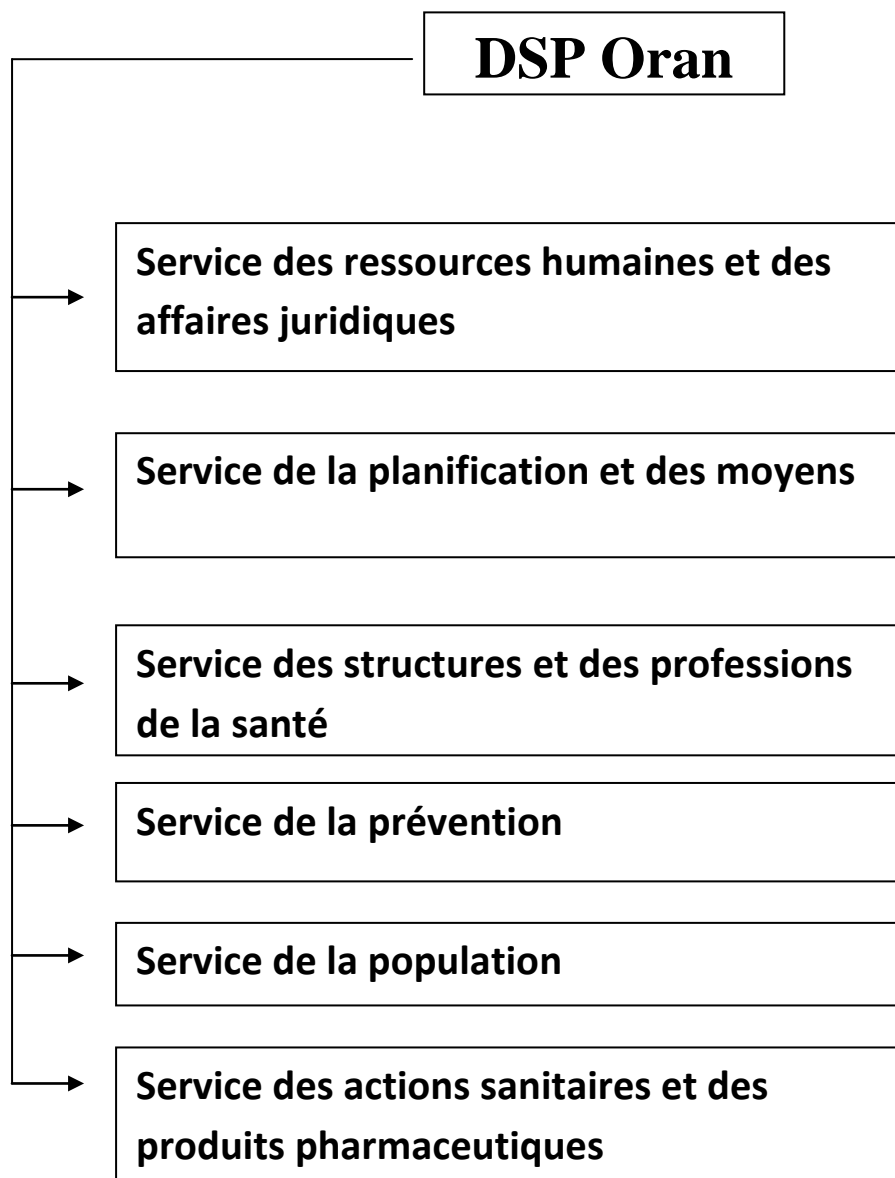 DSP Oran
Service des ressources humaines et des
affaires juridiques
Service de la planification et des moyens
Service des structures et des professions
de la santé
Service de la prévention
Service de la population
Service des actions sanitaires et des
produits pharmaceutiques